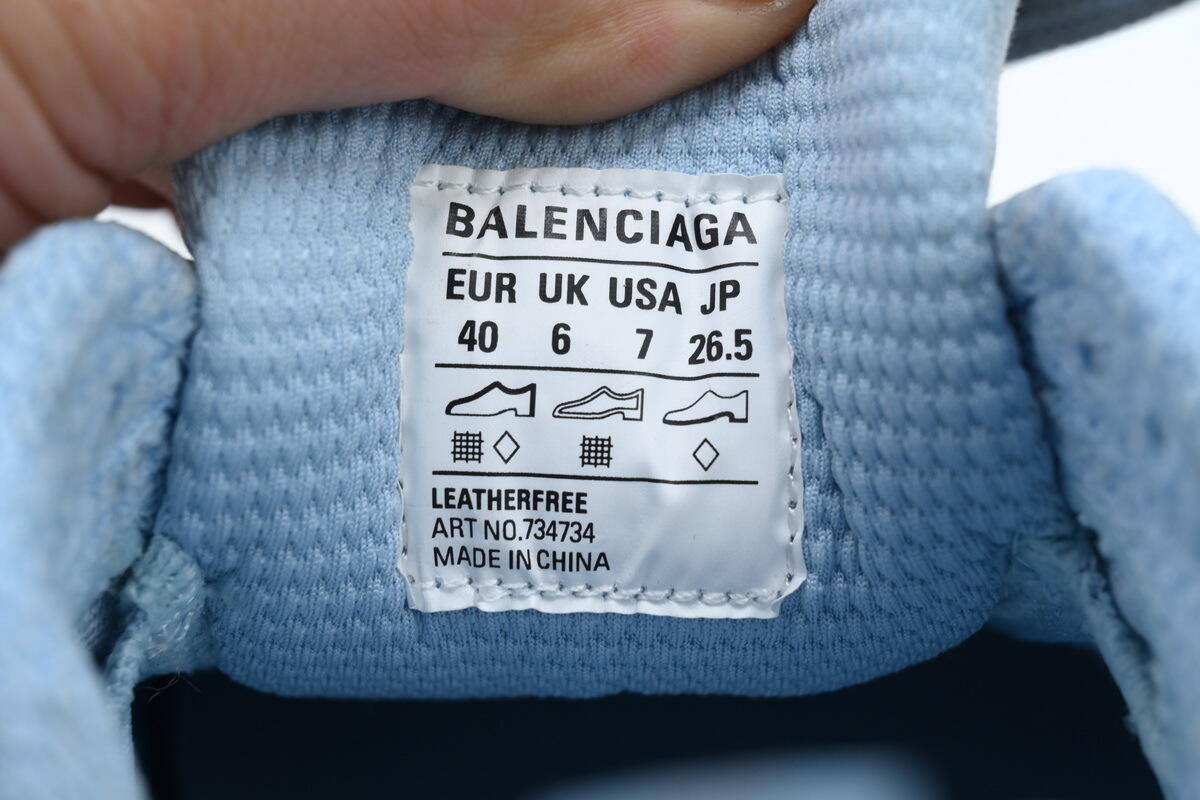 BALENCIAGA
EUR UK USA JP
40 6 7 26.5
LEATHERFREE
ART NO.734734
MADE IN CHINA